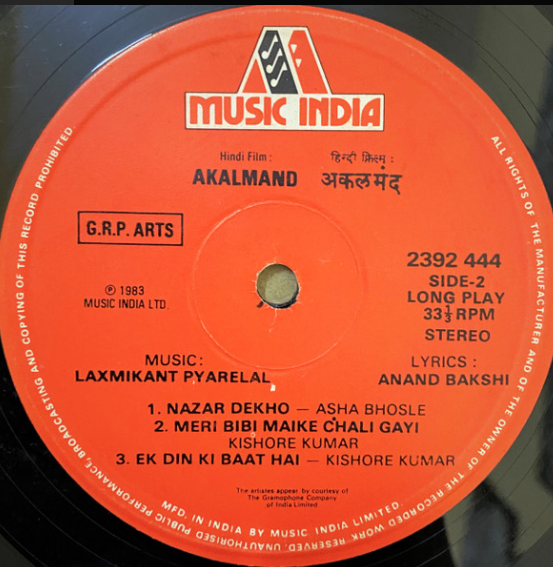 MUSIC INDIA
Hindi Film :
AKALMAND
हिन्दी फ़िल्म :
अकलमंद
G.R.P. ARTS
℗ 1983
MUSIC INDIA LTD.
2392 444
SIDE-2
LONG PLAY
33⅓ RPM
STEREO
MUSIC :
LAXMIKANT PYARELAL
LYRICS :
ANAND BAKSHI
1. NAZAR DEKHO — ASHA BHOSLE
2. MERI BIBI MAIKE CHALI GAYI
KISHORE KUMAR
3. EK DIN KI BAAT HAI — KISHORE KUMAR
The artistes appear by courtesy of
The Gramophone Company
of India Limited
MFD. IN INDIA BY MUSIC INDIA LIMITED.
ALL RIGHTS OF THE MANUFACTURER AND OF THE OWNER OF THE RECORDED WORK RESERVED. UNAUTHORISED PUBLIC PERFORMANCE, BROADCASTING AND COPYING OF THIS RECORD PROHIBITED.